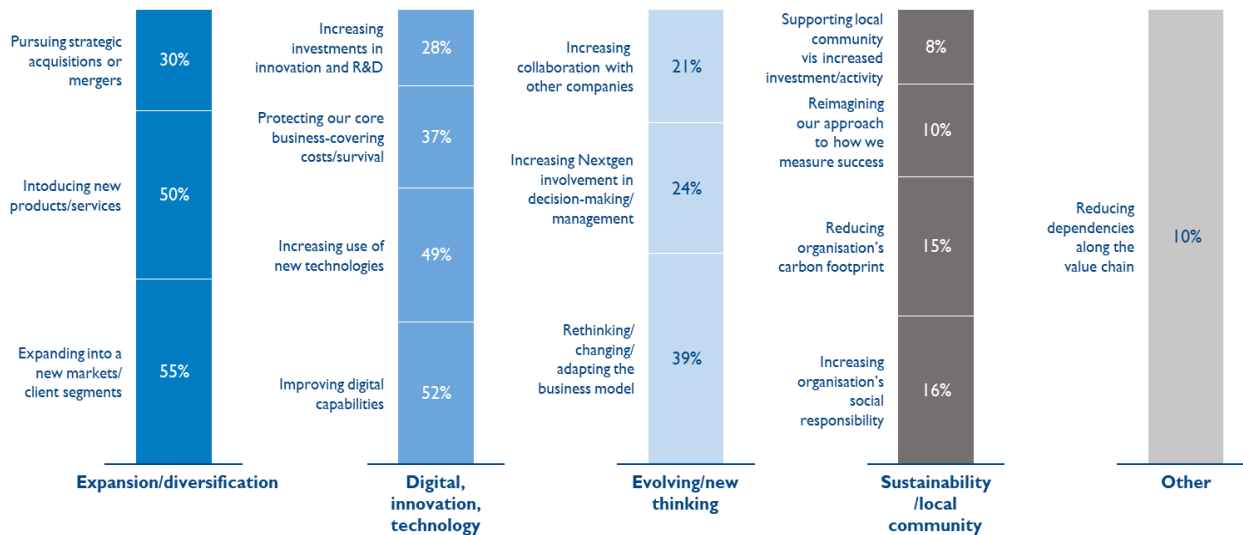 Pursuing strategic
acquisitions or
mergers
30%
Intoducing new
products/services
50%
Expanding into a
new markets/
client segments
55%
Expansion/diversification
Increasing
investments in
innovation and R&D
28%
Protecting our core
business-covering
costs/survival
37%
Increasing use of
new technologies
49%
Improving digital
capabilities
52%
Digital,
innovation,
technology
Increasing
collaboration with
other companies
21%
Increasing Nextgen
involvement in
decision-making/
management
24%
Rethinking/
changing/
adapting the
business model
39%
Evolving/new
thinking
Supporting local
community
vis increased
investment/activity
8%
Reimagining
our approach
to how we
measure success
10%
Reducing
organisation's
carbon footprint
15%
Increasing
organisation's
social
responsibility
16%
Sustainability
/local
community
Reducing
dependencies
along the
value chain
10%
Other